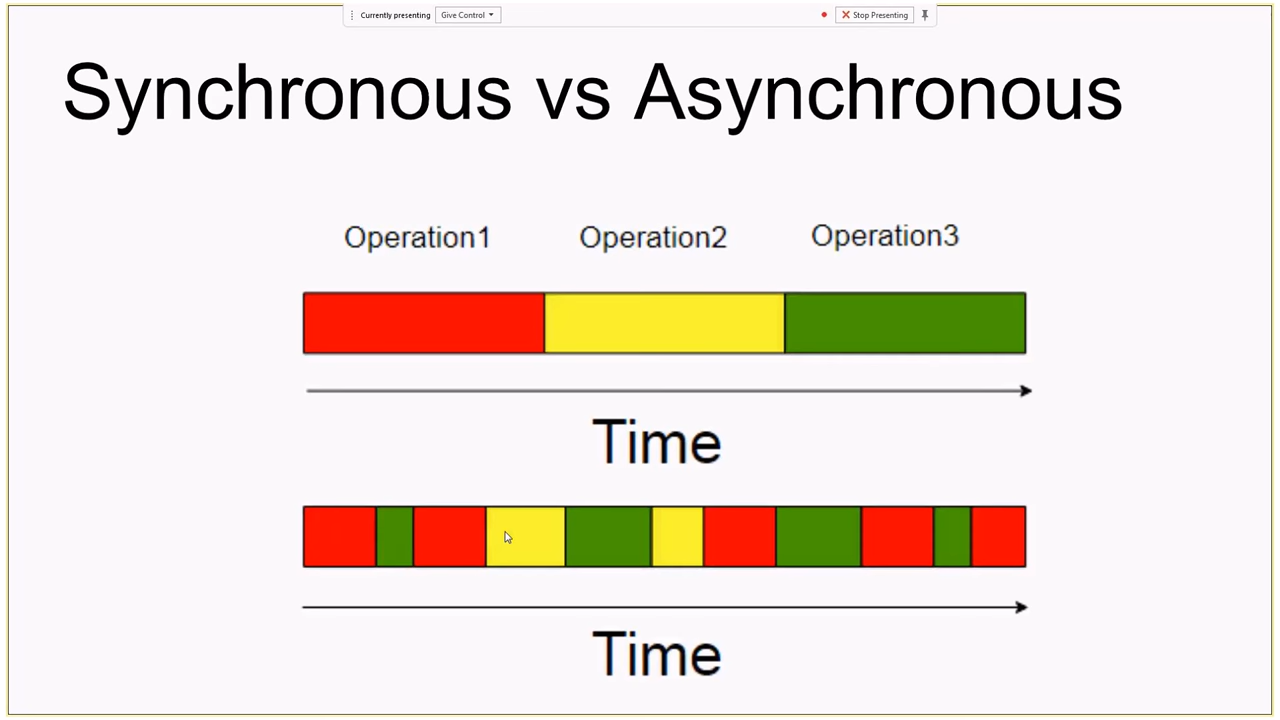 Currently presenting Give Control Stop Presenting
Synchronous vs Asynchronous
Operation1 Operation2 Operation3
Time
Time